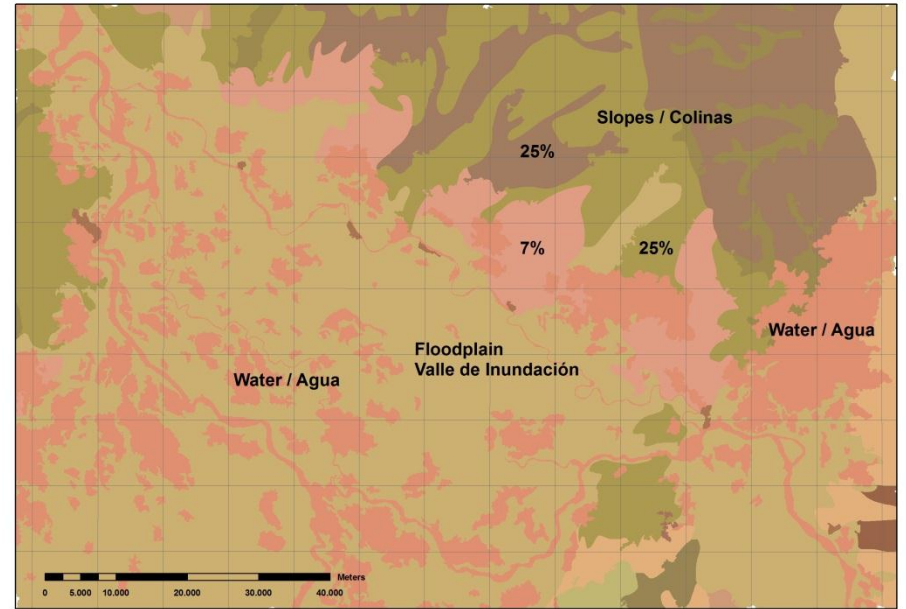 Slopes / Colinas
25%
7%
25%
Water / Agua
Floodplain
Valle de Inundación
Water / Agua
Meters
0 5.000 10.000 20.000 30.000 40.000